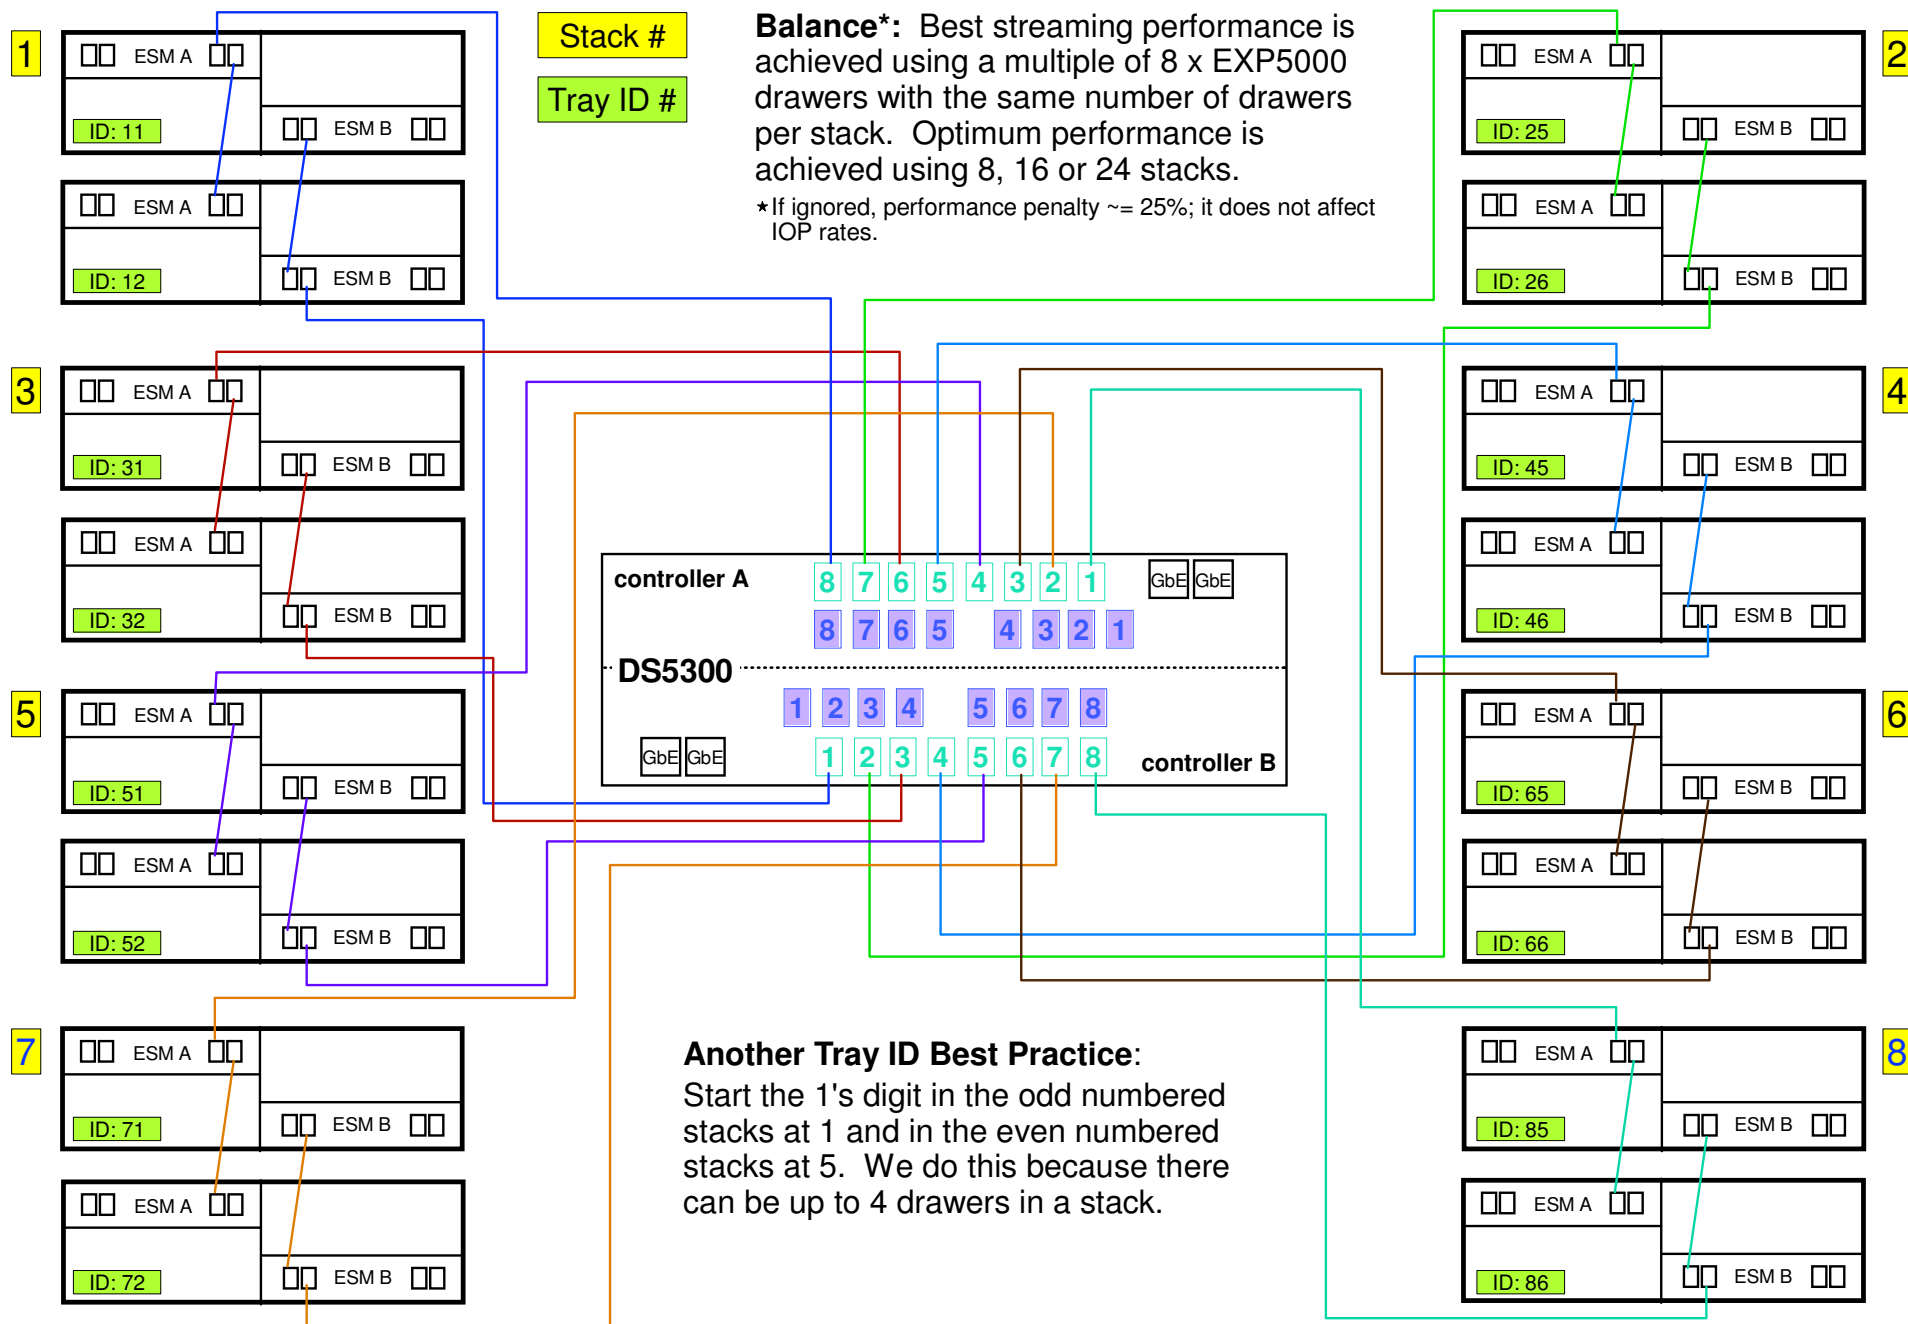 1
ESM A
ID: 11
ESM B
ESM A
ID: 12
ESM B
Stack #
Tray ID #
Balance*: Best streaming performance is
achieved using a multiple of 8 x EXP5000
drawers with the same number of drawers
per stack. Optimum performance is
achieved using 8, 16 or 24 stacks.
*If ignored, performance penalty ~= 25%; it does not affect
IOP rates.
2
ESM A
ID: 25
ESM B
ESM A
ID: 26
ESM B
3
ESM A
ID: 31
ESM B
ESM A
ID: 32
ESM B
4
ESM A
ID: 45
ESM B
ESM A
ID: 46
ESM B
controller A
8 7 6 5 4 3 2 1
GbE GbE
8 7 6 5 4 3 2 1
DS5300
1 2 3 4 5 6 7 8
GbE GbE
1 2 3 4 5 6 7 8
controller B
5
ESM A
ID: 51
ESM B
ESM A
ID: 52
ESM B
6
ESM A
ID: 65
ESM B
ESM A
ID: 66
ESM B
7
ESM A
ID: 71
ESM B
ESM A
ID: 72
ESM B
Another Tray ID Best Practice:
Start the 1's digit in the odd numbered
stacks at 1 and in the even numbered
stacks at 5. We do this because there
can be up to 4 drawers in a stack.
8
ESM A
ID: 85
ESM B
ESM A
ID: 86
ESM B